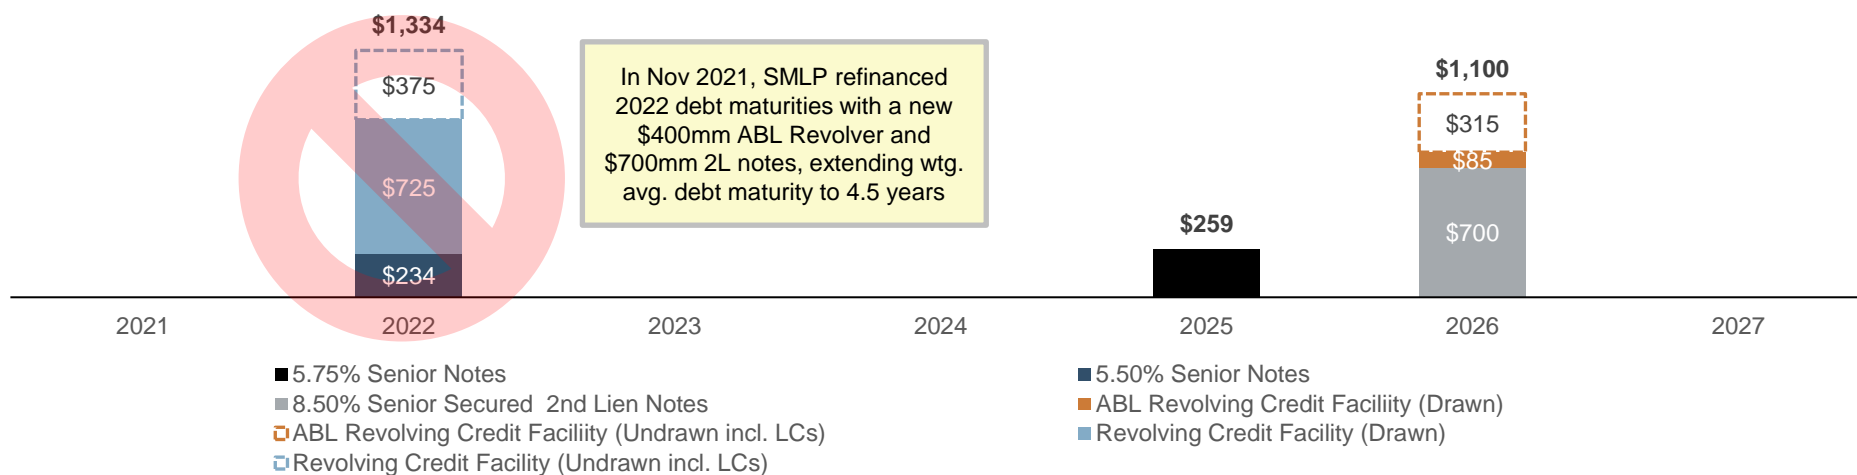 $1,334
$375
$725
$234
In Nov 2021, SMLP refinanced
2022 debt maturities with a new
$400mm ABL Revolver and
$700mm 2L notes, extending wtg.
avg. debt maturity to 4.5 years
$259
$1,100
$315
$85
$700
2021 2022 2023 2024 2025 2026 2027
5.75% Senior Notes
5.50% Senior Notes
8.50% Senior Secured 2nd Lien Notes
ABL Revolving Credit Faciliity (Drawn)
ABL Revolving Credit Faciliity (Undrawn incl. LCs)
Revolving Credit Facility (Drawn)
Revolving Credit Facility (Undrawn incl. LCs)